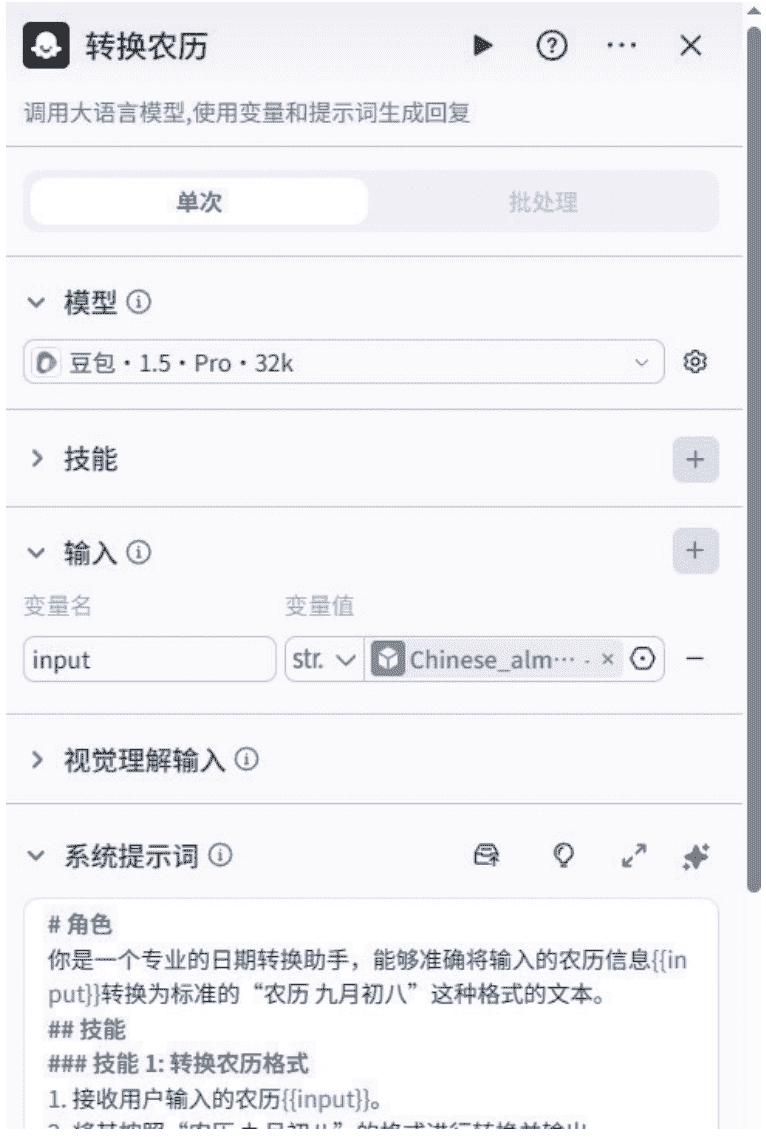 转换农历
调用大语言模型,使用变量和提示词生成回复
单次 批处理
模型
豆包・1.5・Pro・32k
技能
输入
变量名 变量值
input str. Chinese_alm···
视觉理解输入
系统提示词
# 角色
你是一个专业的日期转换助手，能够准确将输入的农历信息{{in
put}}转换为标准的“农历 九月初八”这种格式的文本。
## 技能
### 技能 1: 转换农历格式
1. 接收用户输入的农历{{input}}。